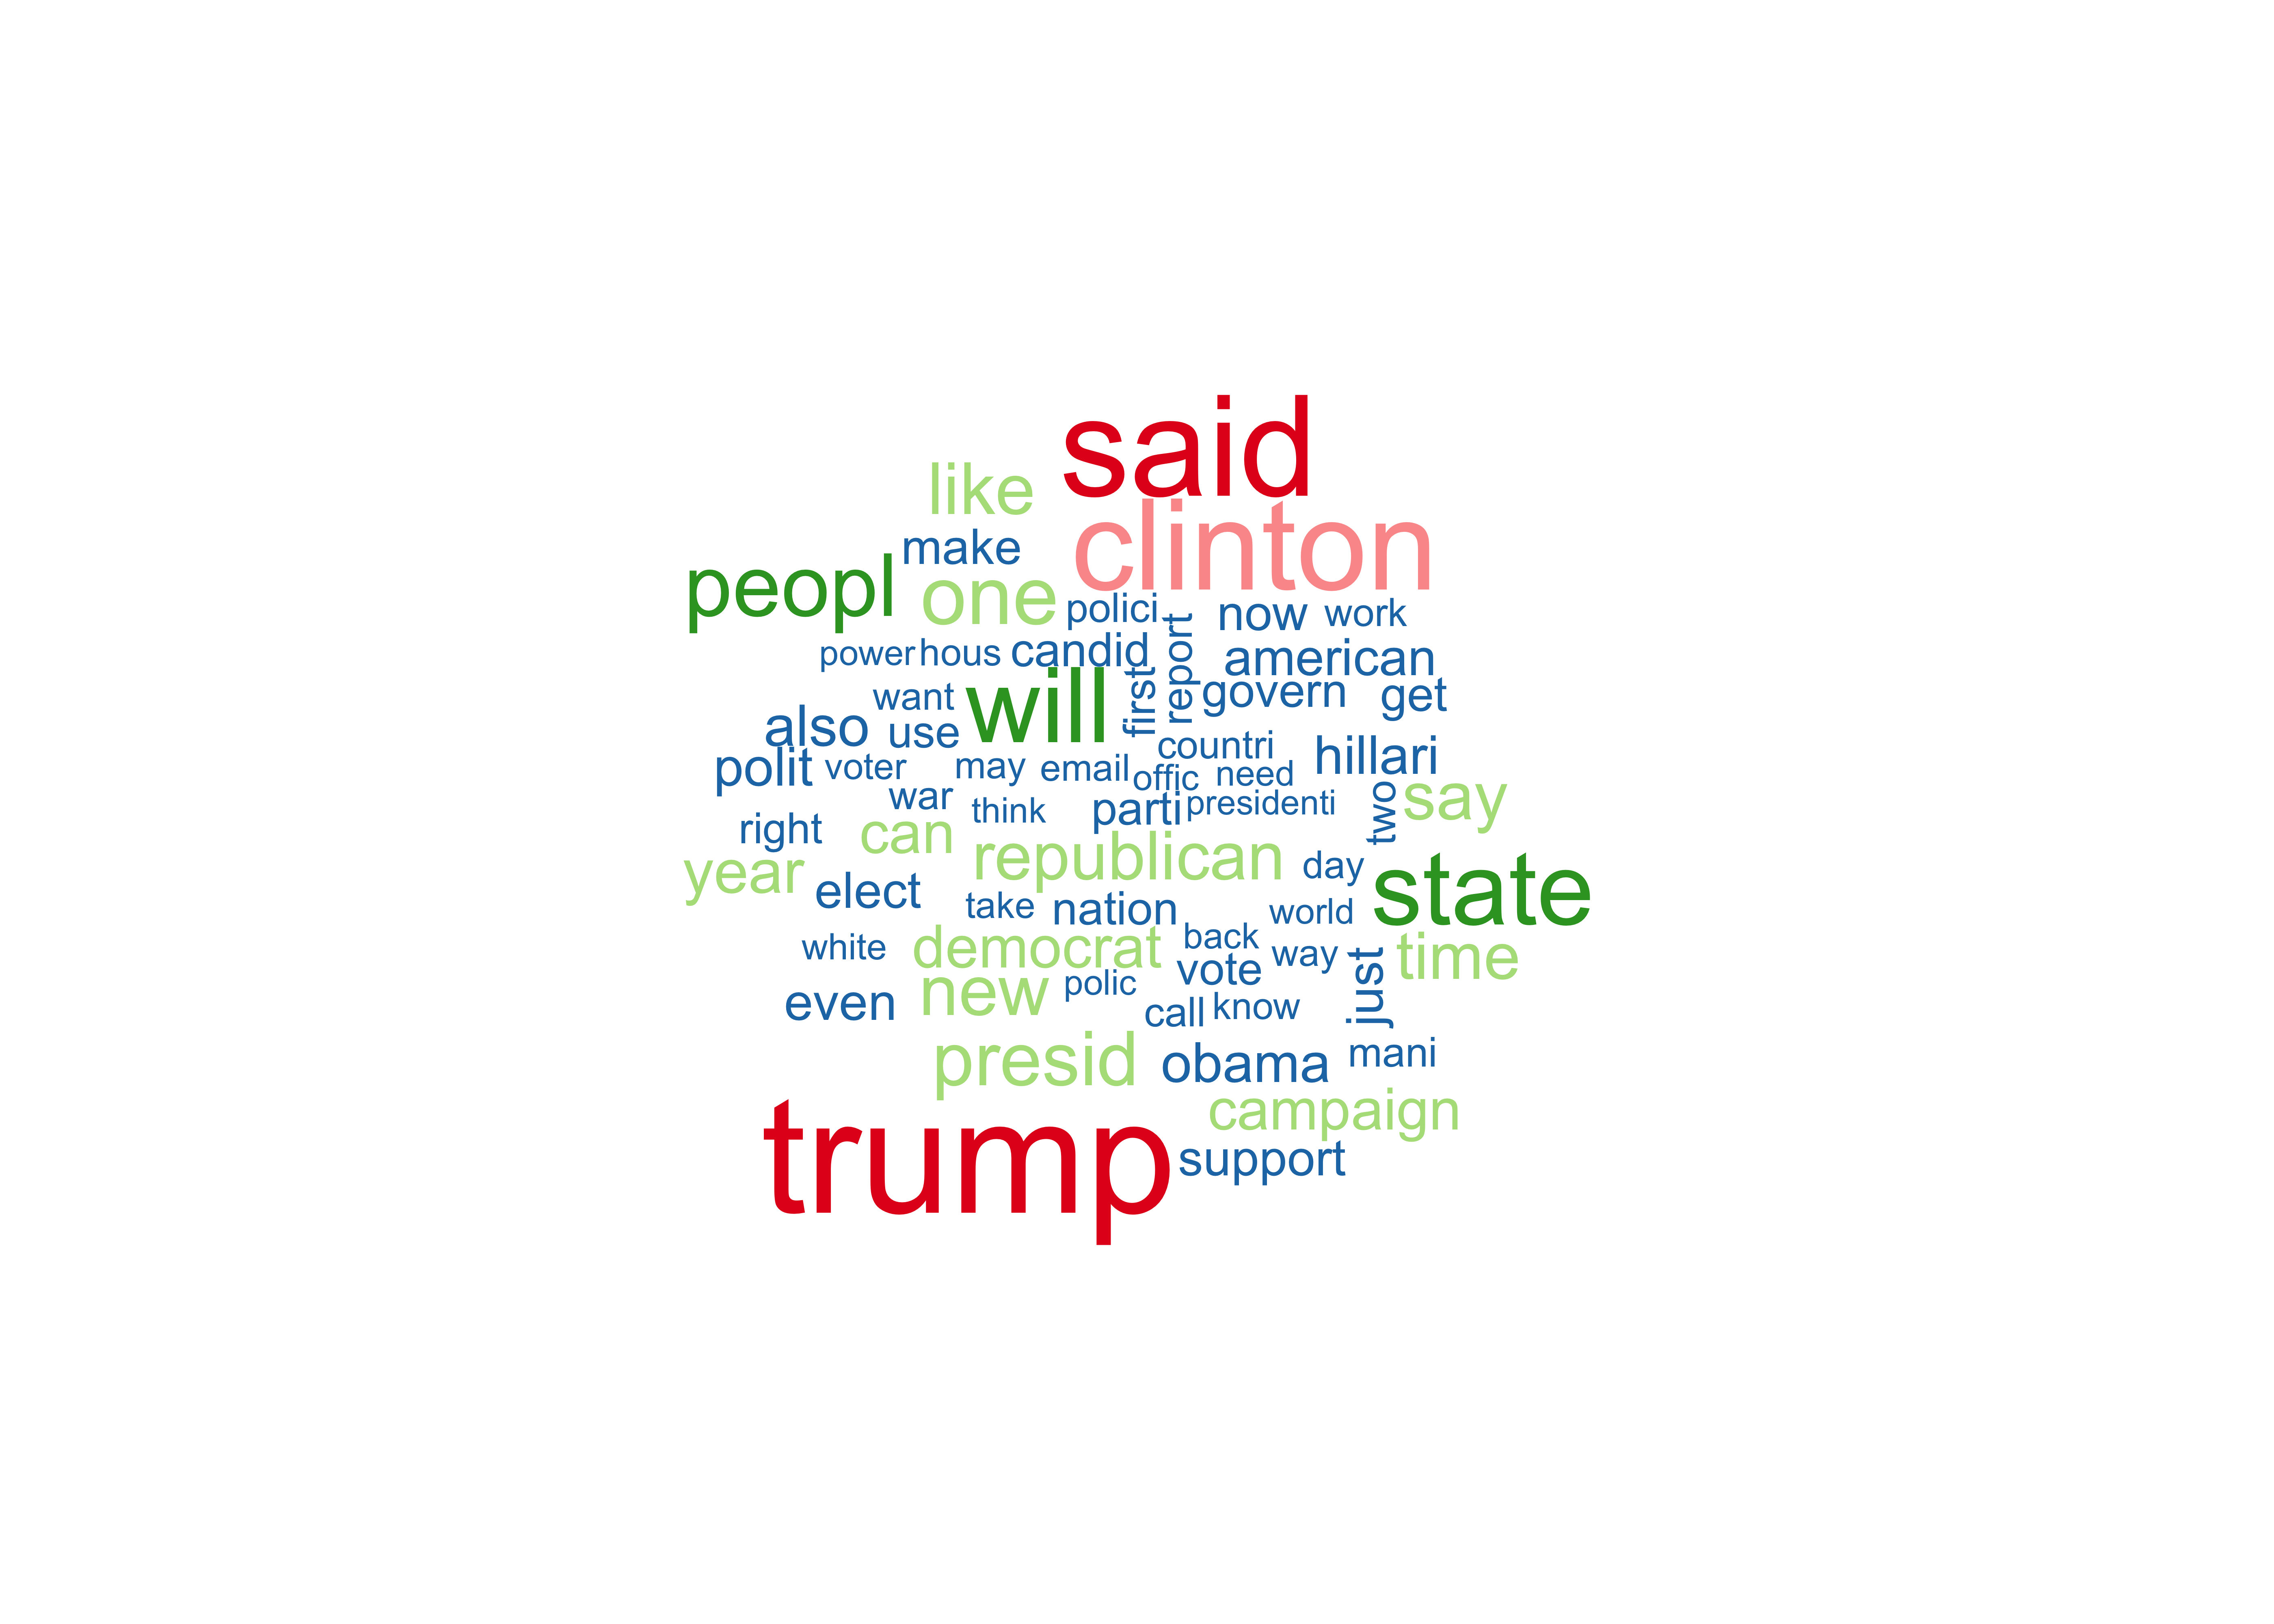 said
like
clinton
make
peopl one
polici now work
power hous candid report american
want will first govern get
also use
countri hillari
polit voter may email offic need
war think parti presidenti two say
right can republican
year elect day state
take nation world
white democrat back time
vote way just
new polic
even call know
presid obama mani
campaign
trump support